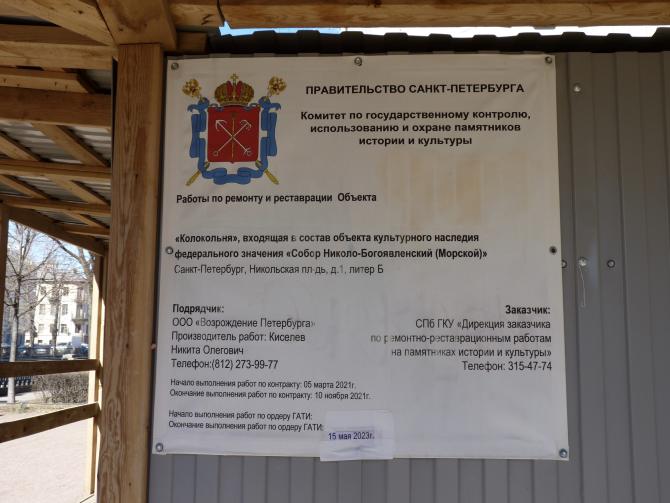 ПРАВИТЕЛЬСТВО САНКТ-ПЕТЕРБУРГА
Комитет по государственному контролю,
использованию и охране памятников
истории и культуры
Работы по ремонту и реставрации Объекта
«Колокольня», входящая в состав объекта культурного наследия
федерального значения «Собор Николо-Богоявленский (Морской)»
Санкт-Петербург, Никольская пл-дь, д.1, литер Б
Подрядчик:
ООО «Возрождение Петербурга»
Производитель работ: Киселев
Никита Олегович
Телефон:(812) 273-99-77
Заказчик:
СПб ГКУ «Дирекция заказчика
по ремонтно-реставрационным работам
на памятниках истории и культуры»
Телефон: 315-47-74
Начало выполнения работ по контракту: 05 марта 2021г.
Окончание выполнения работ по контракту: 10 ноября 2021г.
Начало выполнения работ по ордеру ГАТИ:
Окончание выполнения работ по ордеру ГАТИ:
15 мая 2023г.